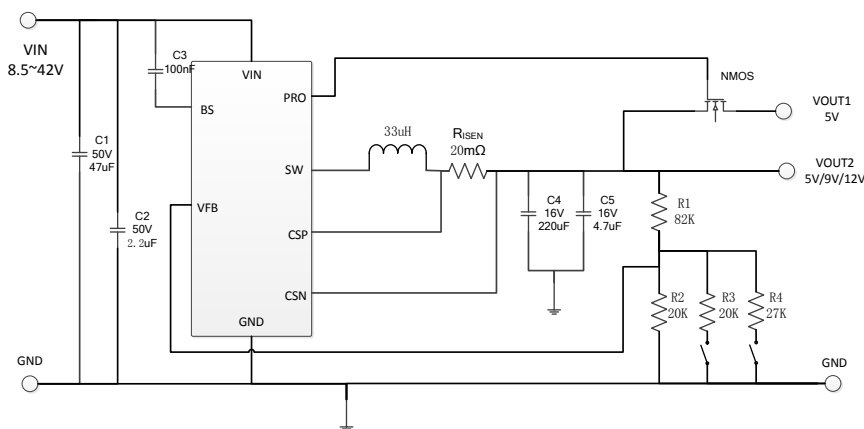 VIN
8.5~42V
C3
100nF
VIN
BS
PRO
NMOS
VOUT1
5V
C1
50V
47uF
33uH
RISEN
20mΩ
SW
VOUT2
5V/9V/12V
VFB
C2
50V
2.2uF
CSP
C4
16V
220uF
C5
16V
4.7uF
R1
82K
CSN
R2
20K
R3
20K
R4
27K
GND
GND
GND